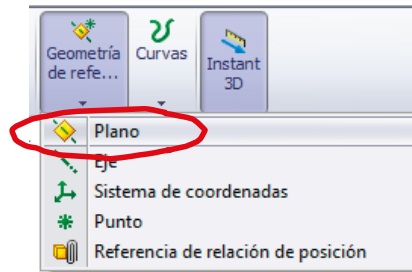 Geometría
de refe...
Curvas
Instant
3D
Plano
Eje
Sistema de coordenadas
Punto
Referencia de relación de posición